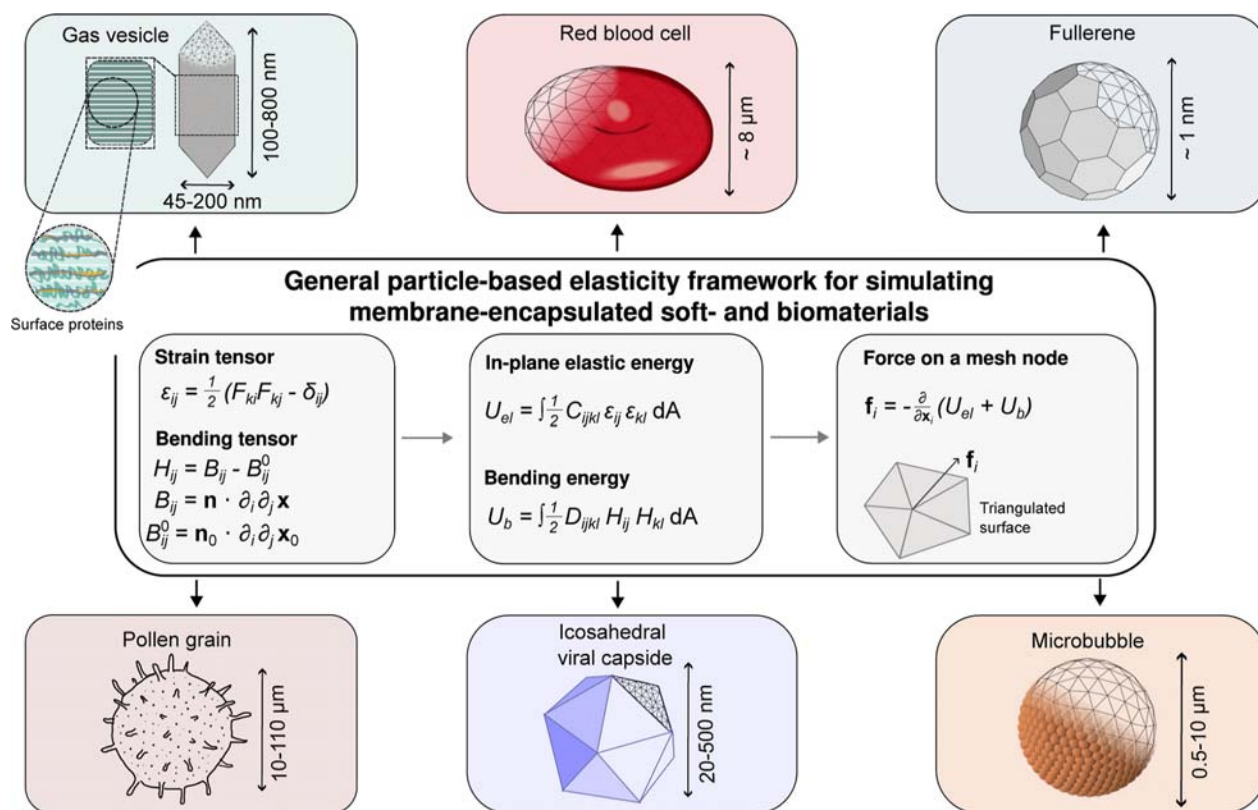 Gas vesicle
100-800 nm
45-200 nm
Surface proteins
Red blood cell
~ 8 µm
Fullerene
~ 1 nm
General particle-based elasticity framework for simulating
membrane-encapsulated soft- and biomaterials
Strain tensor
εᵢⱼ = ½ (FₖᵢFₖⱼ - δᵢⱼ)
Bending tensor
Hᵢⱼ = Bᵢⱼ - B⁰ᵢⱼ
Bᵢⱼ = n · ∂ᵢ∂ⱼ x
B⁰ᵢⱼ = n₀ · ∂ᵢ∂ⱼ x₀
In-plane elastic energy
Uₑₗ = ∫½ Cᵢⱼₖₗ εᵢⱼ εₖₗ dA
Bending energy
U_b = ∫½ Dᵢⱼₖₗ Hᵢⱼ Hₖₗ dA
Force on a mesh node
fᵢ = - ∂/∂xᵢ (Uₑₗ + U_b)
fᵢ
Triangulated
surface
Pollen grain
10-110 µm
Icosahedral
viral capside
20-500 nm
Microbubble
0.5-10 µm